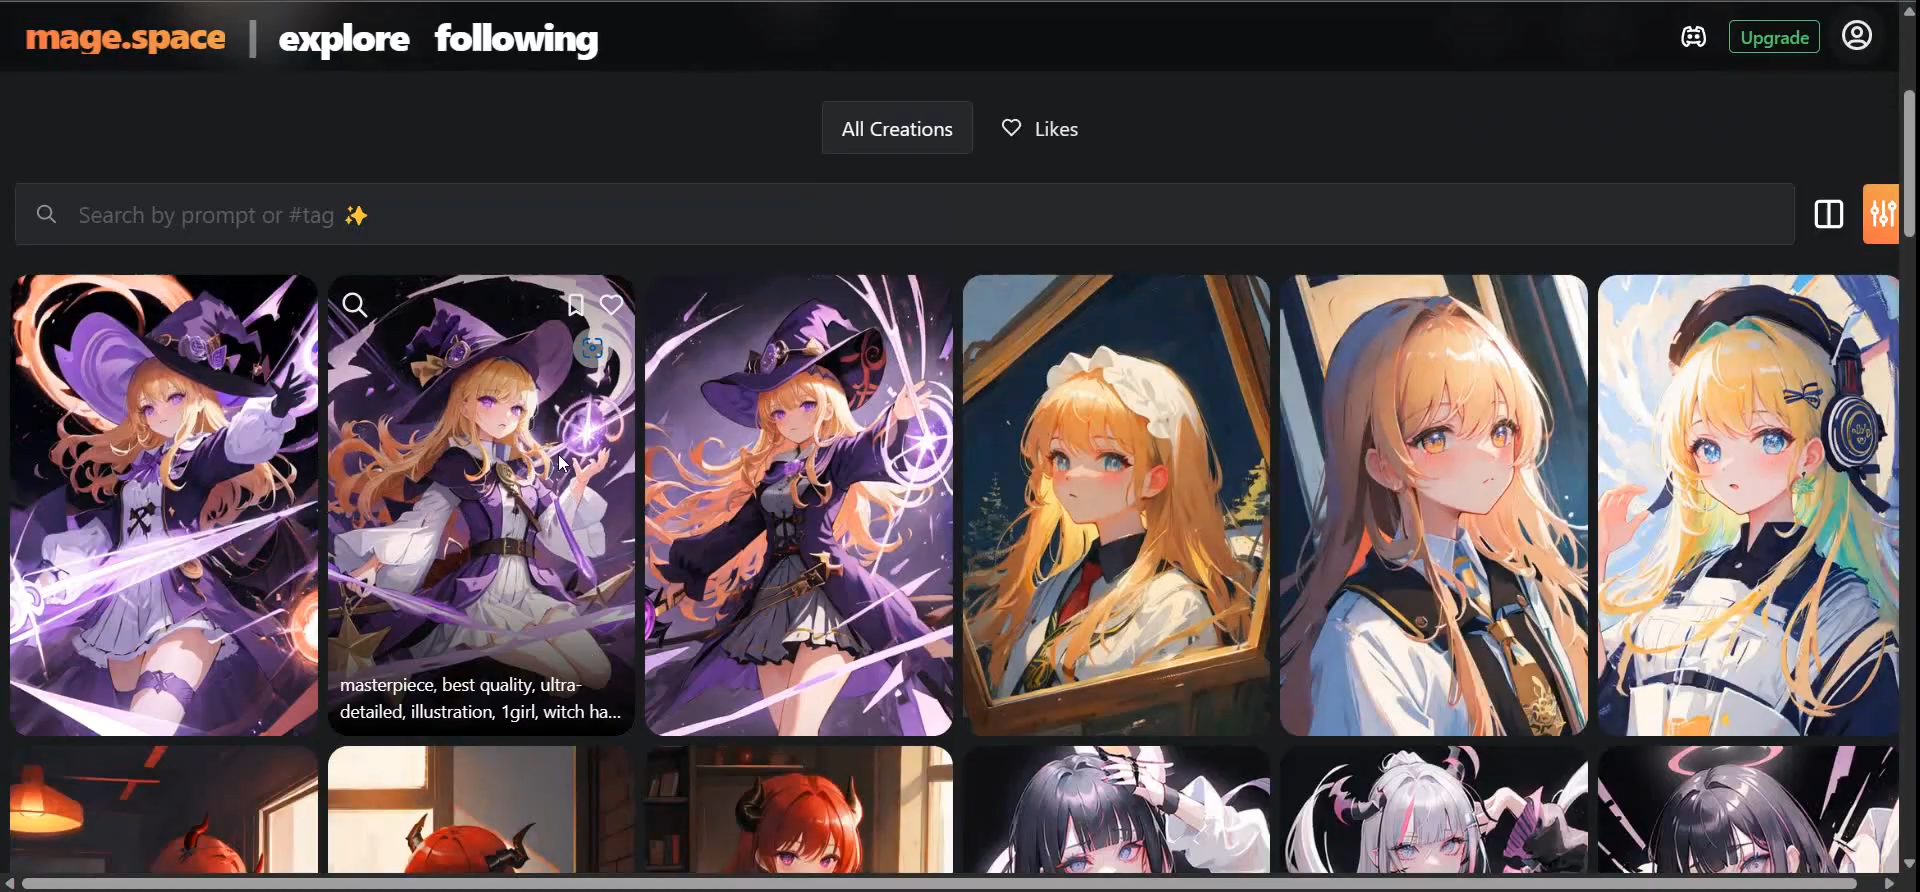 mage.space | explore following
Upgrade
All Creations
Likes
Search by prompt or #tag ✨
masterpiece, best quality, ultra-
detailed, illustration, 1girl, witch ha...